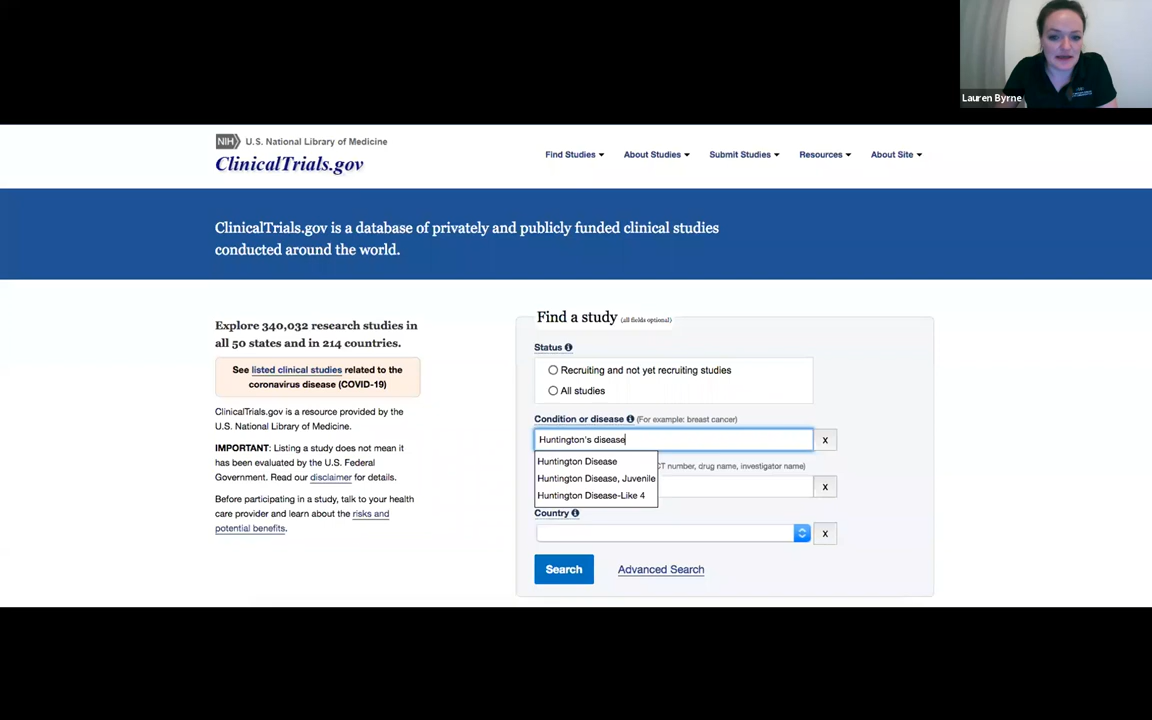 Lauren Byrne
NIH U.S. National Library of Medicine
ClinicalTrials.gov
Find Studies About Studies Submit Studies Resources About Site
ClinicalTrials.gov is a database of privately and publicly funded clinical studies
conducted around the world.
Explore 340,032 research studies in
all 50 states and in 214 countries.
See listed clinical studies related to the
coronavirus disease (COVID-19)
ClinicalTrials.gov is a resource provided by the
U.S. National Library of Medicine.
IMPORTANT: Listing a study does not mean it
has been evaluated by the U.S. Federal
Government. Read our disclaimer for details.
Before participating in a study, talk to your health
care provider and learn about the risks and
potential benefits.
Find a study (all fields optional)
Status
Recruiting and not yet recruiting studies
All studies
Condition or disease (For example: breast cancer)
Huntington's disease
x
Huntington Disease
CT number, drug name, investigator name)
Huntington Disease, Juvenile
x
Huntington Disease-Like 4
Country
x
Search Advanced Search